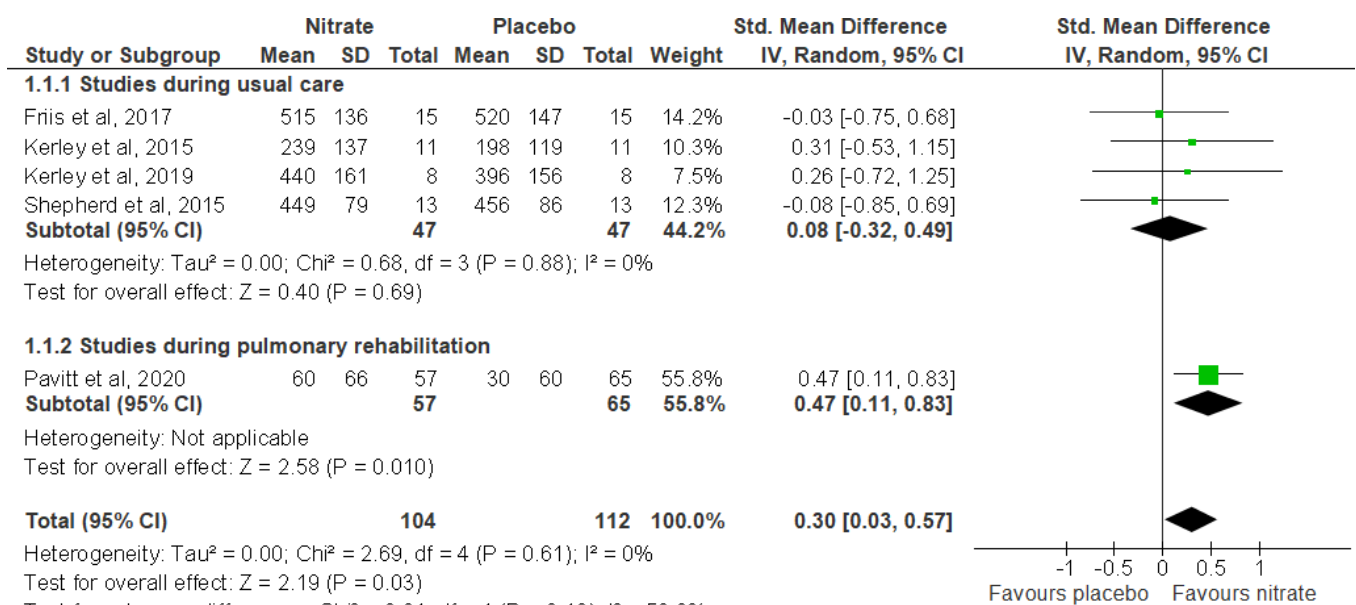 Nitrate Placebo Std. Mean Difference Std. Mean Difference
Study or Subgroup Mean SD Total Mean SD Total Weight IV, Random, 95% CI IV, Random, 95% CI
1.1.1 Studies during usual care
Friis et al, 2017 515 136 15 520 147 15 14.2% -0.03 [-0.75, 0.68]
Kerley et al, 2015 239 137 11 198 119 11 10.3% 0.31 [-0.53, 1.15]
Kerley et al, 2019 440 161 8 396 156 8 7.5% 0.26 [-0.72, 1.25]
Shepherd et al, 2015 449 79 13 456 86 13 12.3% -0.08 [-0.85, 0.69]
Subtotal (95% CI) 47 47 44.2% 0.08 [-0.32, 0.49]
Heterogeneity: Tau² = 0.00; Chi² = 0.68, df = 3 (P = 0.88); I² = 0%
Test for overall effect: Z = 0.40 (P = 0.69)
1.1.2 Studies during pulmonary rehabilitation
Pavitt et al, 2020 60 66 57 30 60 65 55.8% 0.47 [0.11, 0.83]
Subtotal (95% CI) 57 65 55.8% 0.47 [0.11, 0.83]
Heterogeneity: Not applicable
Test for overall effect: Z = 2.58 (P = 0.010)
Total (95% CI) 104 112 100.0% 0.30 [0.03, 0.57]
Heterogeneity: Tau² = 0.00; Chi² = 2.69, df = 4 (P = 0.61); I² = 0%
Test for overall effect: Z = 2.19 (P = 0.03)
-1 -0.5 0 0.5 1
Favours placebo Favours nitrate